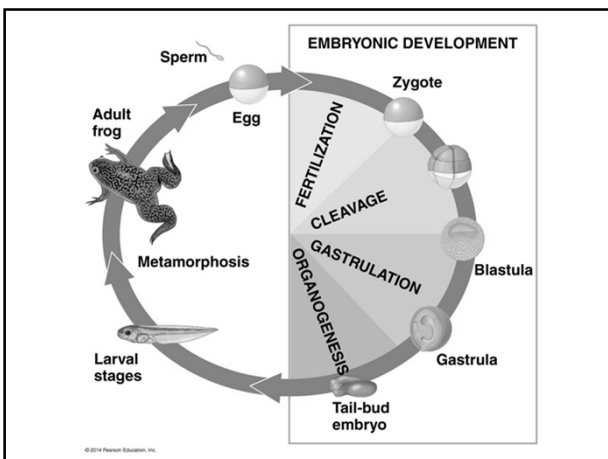 EMBRYONIC DEVELOPMENT
Sperm
Zygote
Egg
Adult
frog
FERTILIZATION
CLEAVAGE
GASTRULATION
ORGANOGENESIS
Metamorphosis
Blastula
Larval
stages
Gastrula
Tail-bud
embryo
© 2014 Pearson Education, Inc.